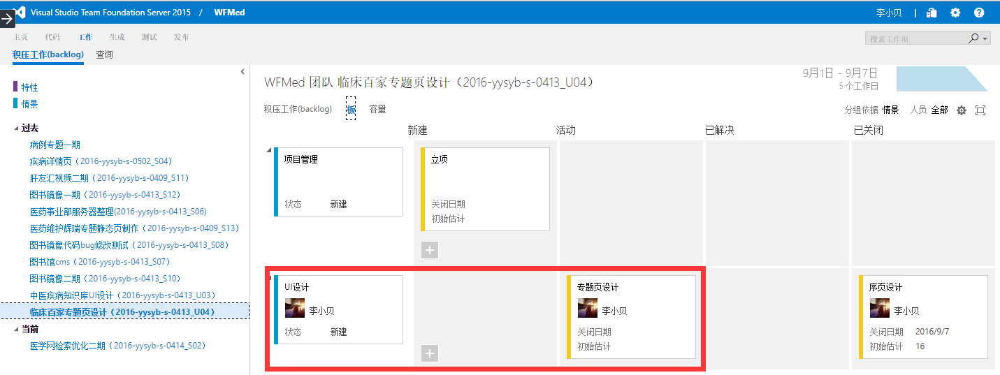 Visual Studio Team Foundation Server 2015 / WFMed 李小贝 |
主页 代码 工作 生成 测试 发布
搜索工作项
积压工作(backlog) 查询
特性
情景
过去
病例专题一期
疾病详情页（2016-yysyb-s-0502_S04）
肝友汇视频二期（2016-yysyb-s-0409_S11）
图书镜像一期（2016-yysyb-s-0413_S12）
医药事业部服务器整理(2016-yysyb-s-0413_S06)
医药维护辉瑞专题静态页制作（2016-yysyb-s-0409_S13）
图书镜像代码bug修改测试（2016-yysyb-s-0413_S08）
图书馆cms（2016-yysyb-s-0413_S07）
图书镜像二期（2016-yysyb-s-0413_S10）
中医疾病知识库UI设计（2016-yysyb-s-0413_U03）
临床百家专题页设计（2016-yysyb-s-0413_U04）
当前
医学网检索优化二期（2016-yysyb-s-0414_S02）
WFMed 团队 临床百家专题页设计（2016-yysyb-s-0413_U04）
9月1日 - 9月7日
5 个工作日
积压工作(backlog) 板 容量
分组依据 情景 人员 全部
新建 活动 已解决 已关闭
项目管理
状态 新建
立项
关闭日期
初始估计
UI设计
李小贝
状态 新建
专题页设计
李小贝
关闭日期
初始估计
序页设计
李小贝
关闭日期 2016/9/7
初始估计 16